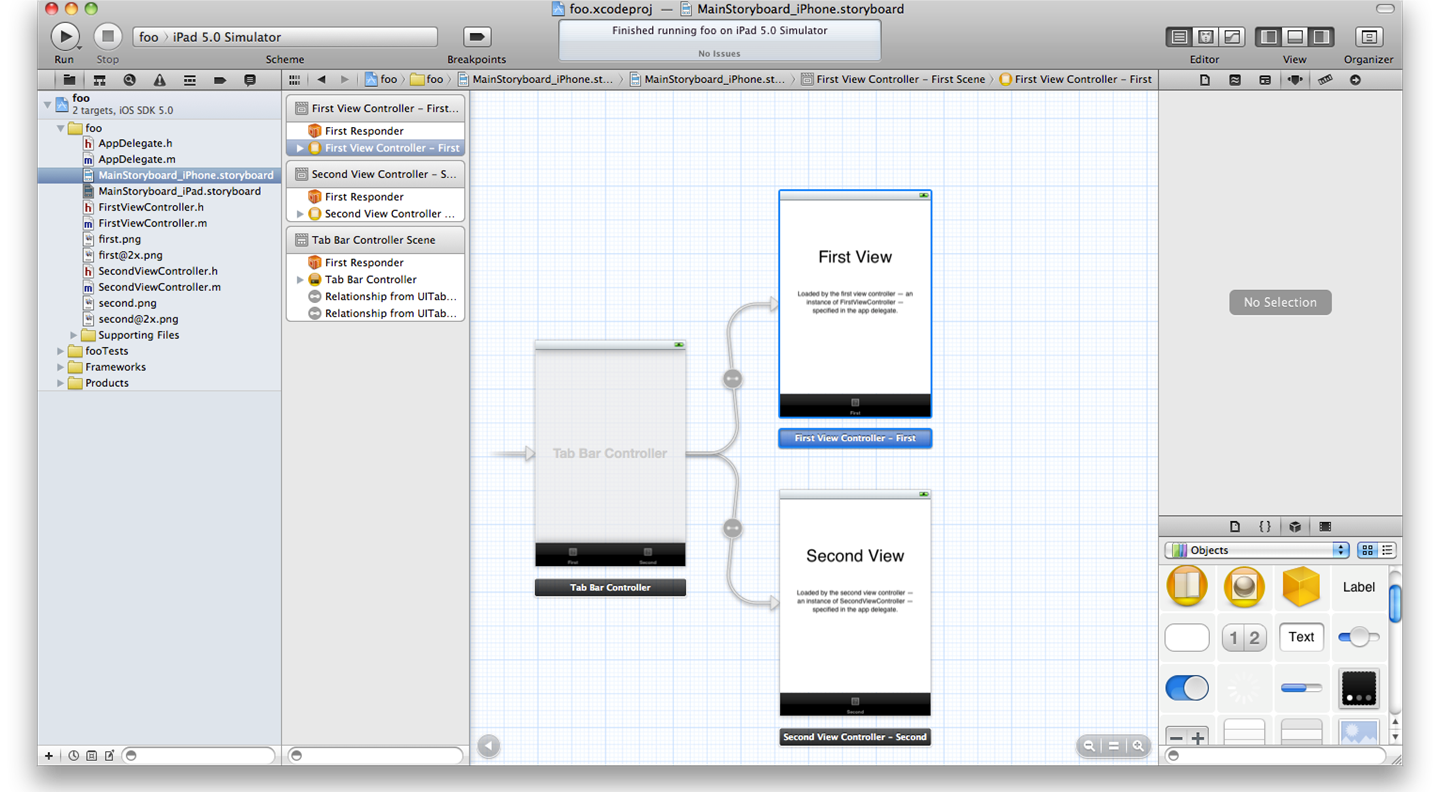 foo.xcodeproj — MainStoryboard_iPhone.storyboard
Finished running foo on iPad 5.0 Simulator
No Issues
foo › iPad 5.0 Simulator
Run
Stop
Scheme
Breakpoints
Editor
View
Organizer
foo
foo
MainStoryboard_iPhone.st...
MainStoryboard_iPhone.st...
First View Controller – First Scene
First View Controller – First
foo
2 targets, iOS SDK 5.0
foo
AppDelegate.h
AppDelegate.m
MainStoryboard_iPhone.storyboard
MainStoryboard_iPad.storyboard
FirstViewController.h
FirstViewController.m
first.png
first@2x.png
SecondViewController.h
SecondViewController.m
second.png
second@2x.png
Supporting Files
fooTests
Frameworks
Products
First View Controller – First...
First Responder
First View Controller – First
Second View Controller – S...
First Responder
Second View Controller ...
Tab Bar Controller Scene
First Responder
Tab Bar Controller
Relationship from UITab...
Relationship from UITab...
Tab Bar Controller
First
Second
Tab Bar Controller
First View
Loaded by the first view controller — an
instance of FirstViewController —
specified in the app delegate.
First
First View Controller – First
Second View
Loaded by the second view controller —
an instance of SecondViewController —
specified in the app delegate.
Second
Second View Controller – Second
No Selection
{ }
Objects
Label
1 2
Text